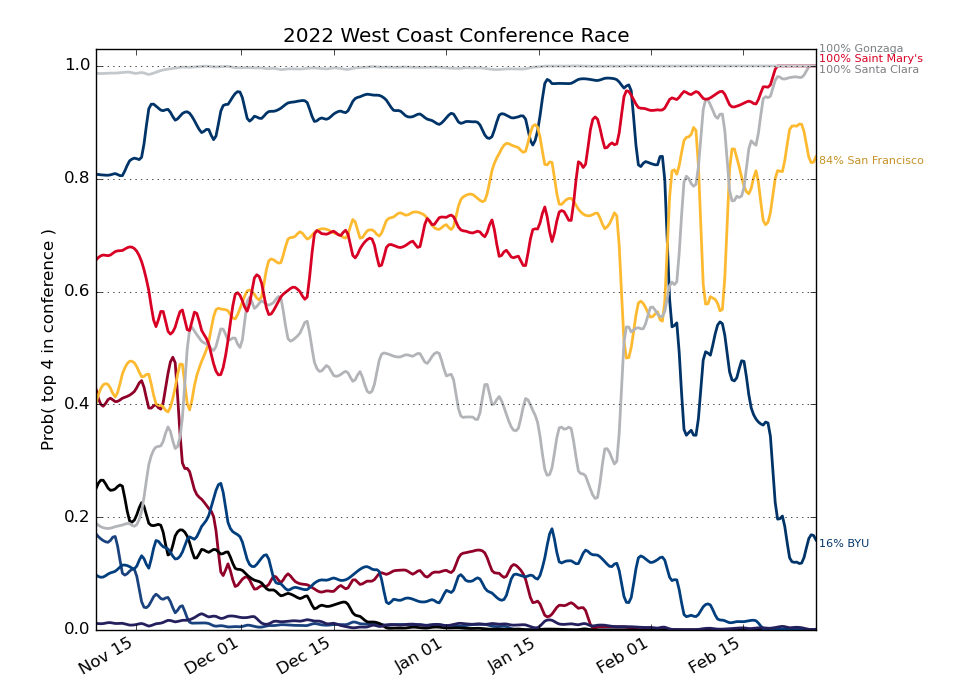 2022 West Coast Conference Race
Prob( top 4 in conference )
1.0
0.8
0.6
0.4
0.2
0.0
Nov 15
Dec 01
Dec 15
Jan 01
Jan 15
Feb 01
Feb 15
100% Gonzaga
100% Saint Mary's
100% Santa Clara
84% San Francisco
16% BYU